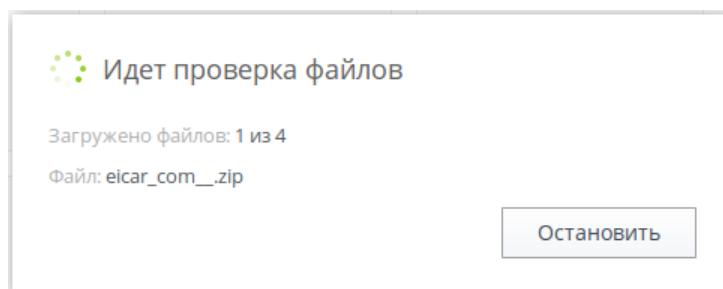 Идет проверка файлов
Загружено файлов: 1 из 4
Файл: eicar_com__.zip
Остановить